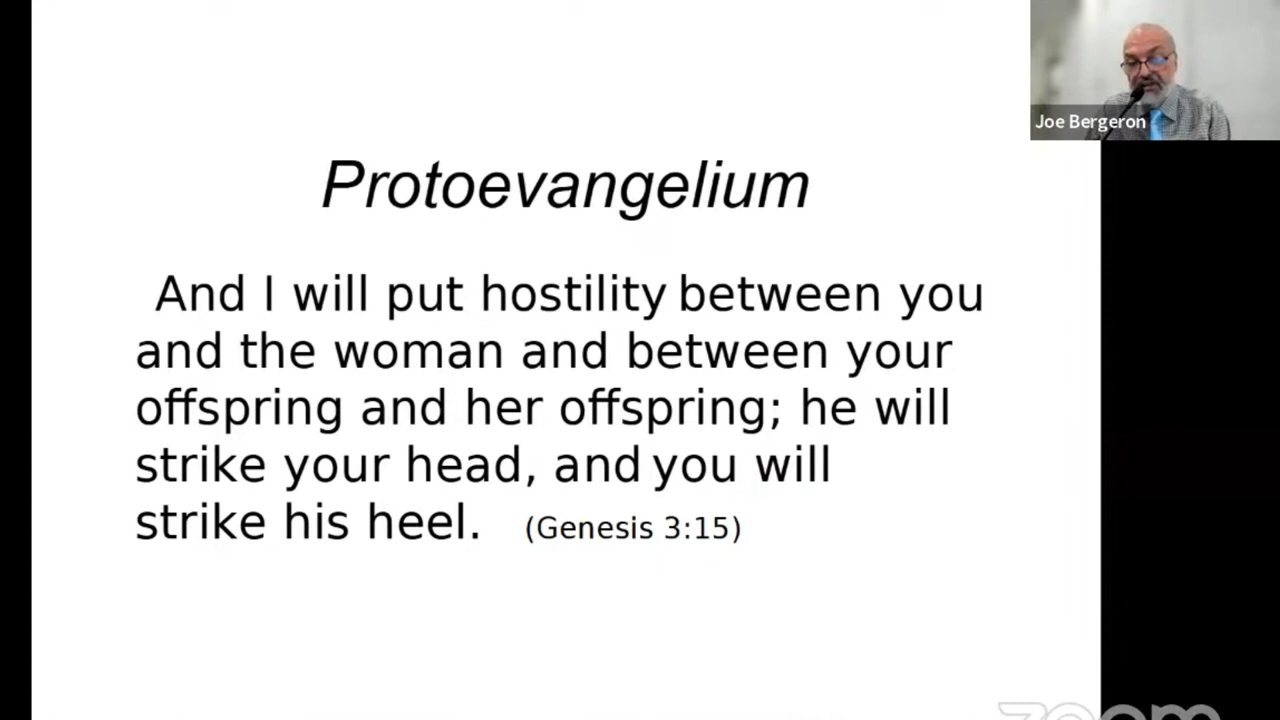 Joe Bergeron
Protoevangelium
And I will put hostility between you
and the woman and between your
offspring and her offspring; he will
strike your head, and you will
strike his heel. (Genesis 3:15)
zoom